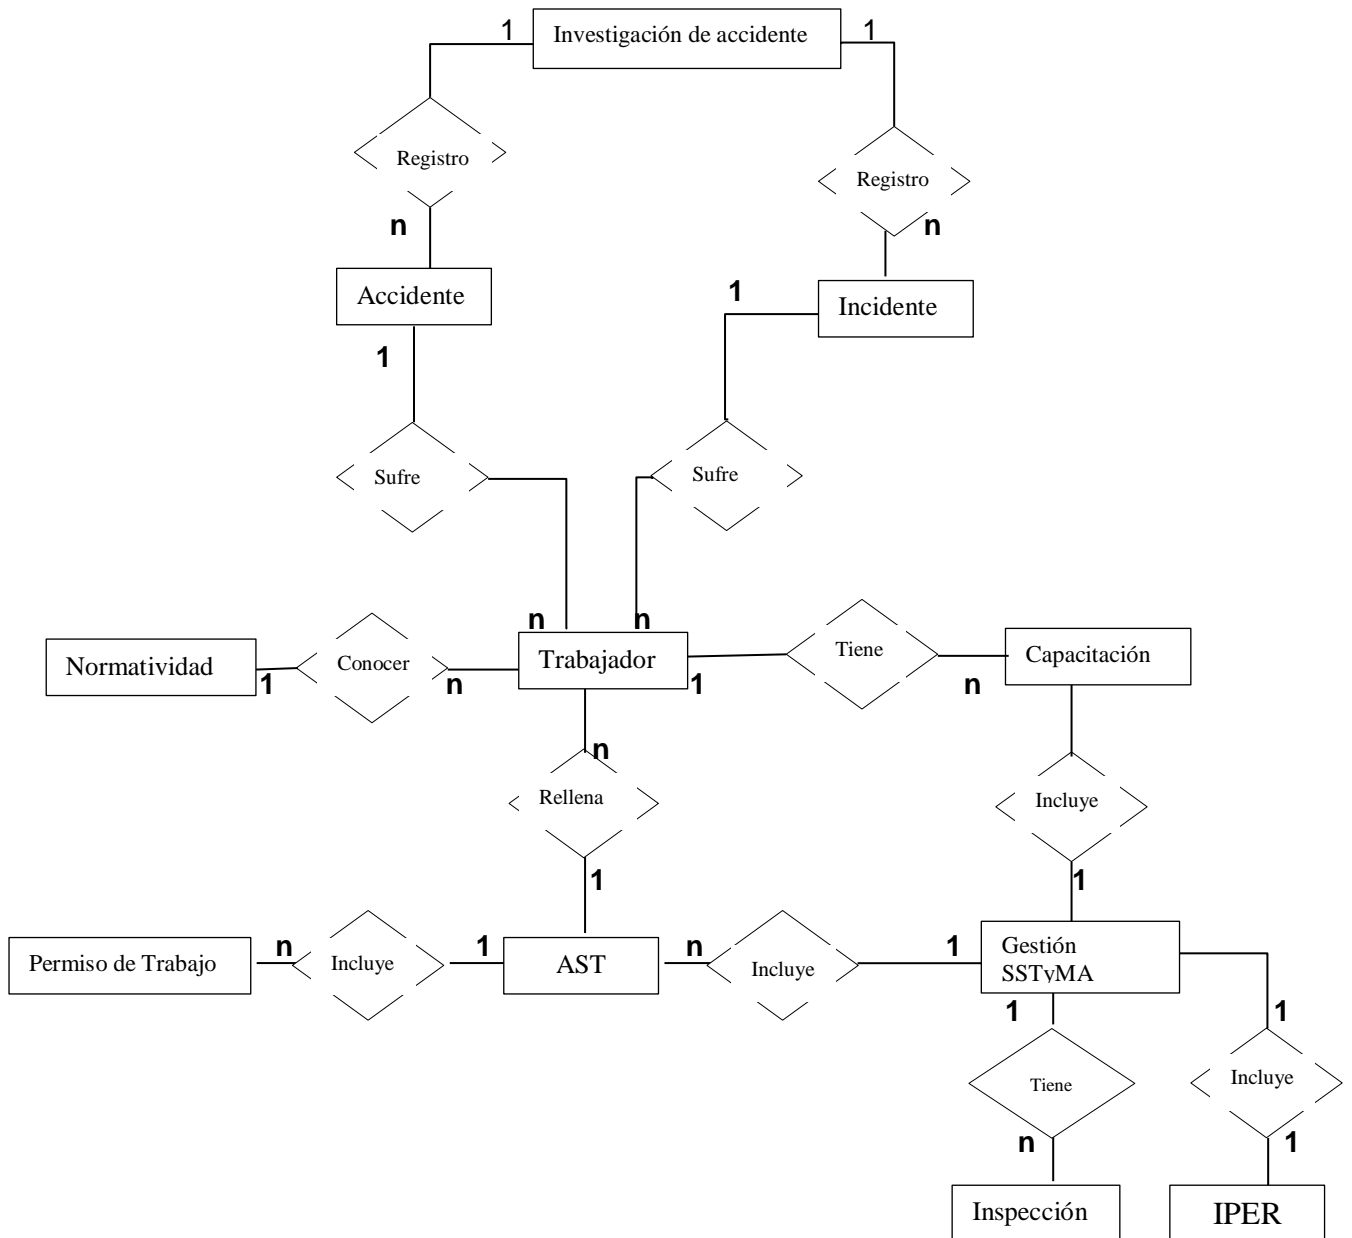 1
Investigación de accidente
1
Registro
Registro
n
n
Accidente
1
Incidente
1
Sufre
Sufre
n
n
Normatividad
1
Conocer
n
Trabajador
1
Tiene
n
Capacitación
n
Rellena
Incluye
1
1
Permiso de Trabajo
n
Incluye
1
AST
n
Incluye
1
Gestión
SSTyMA
1
1
Tiene
Incluye
n
1
Inspección
IPER